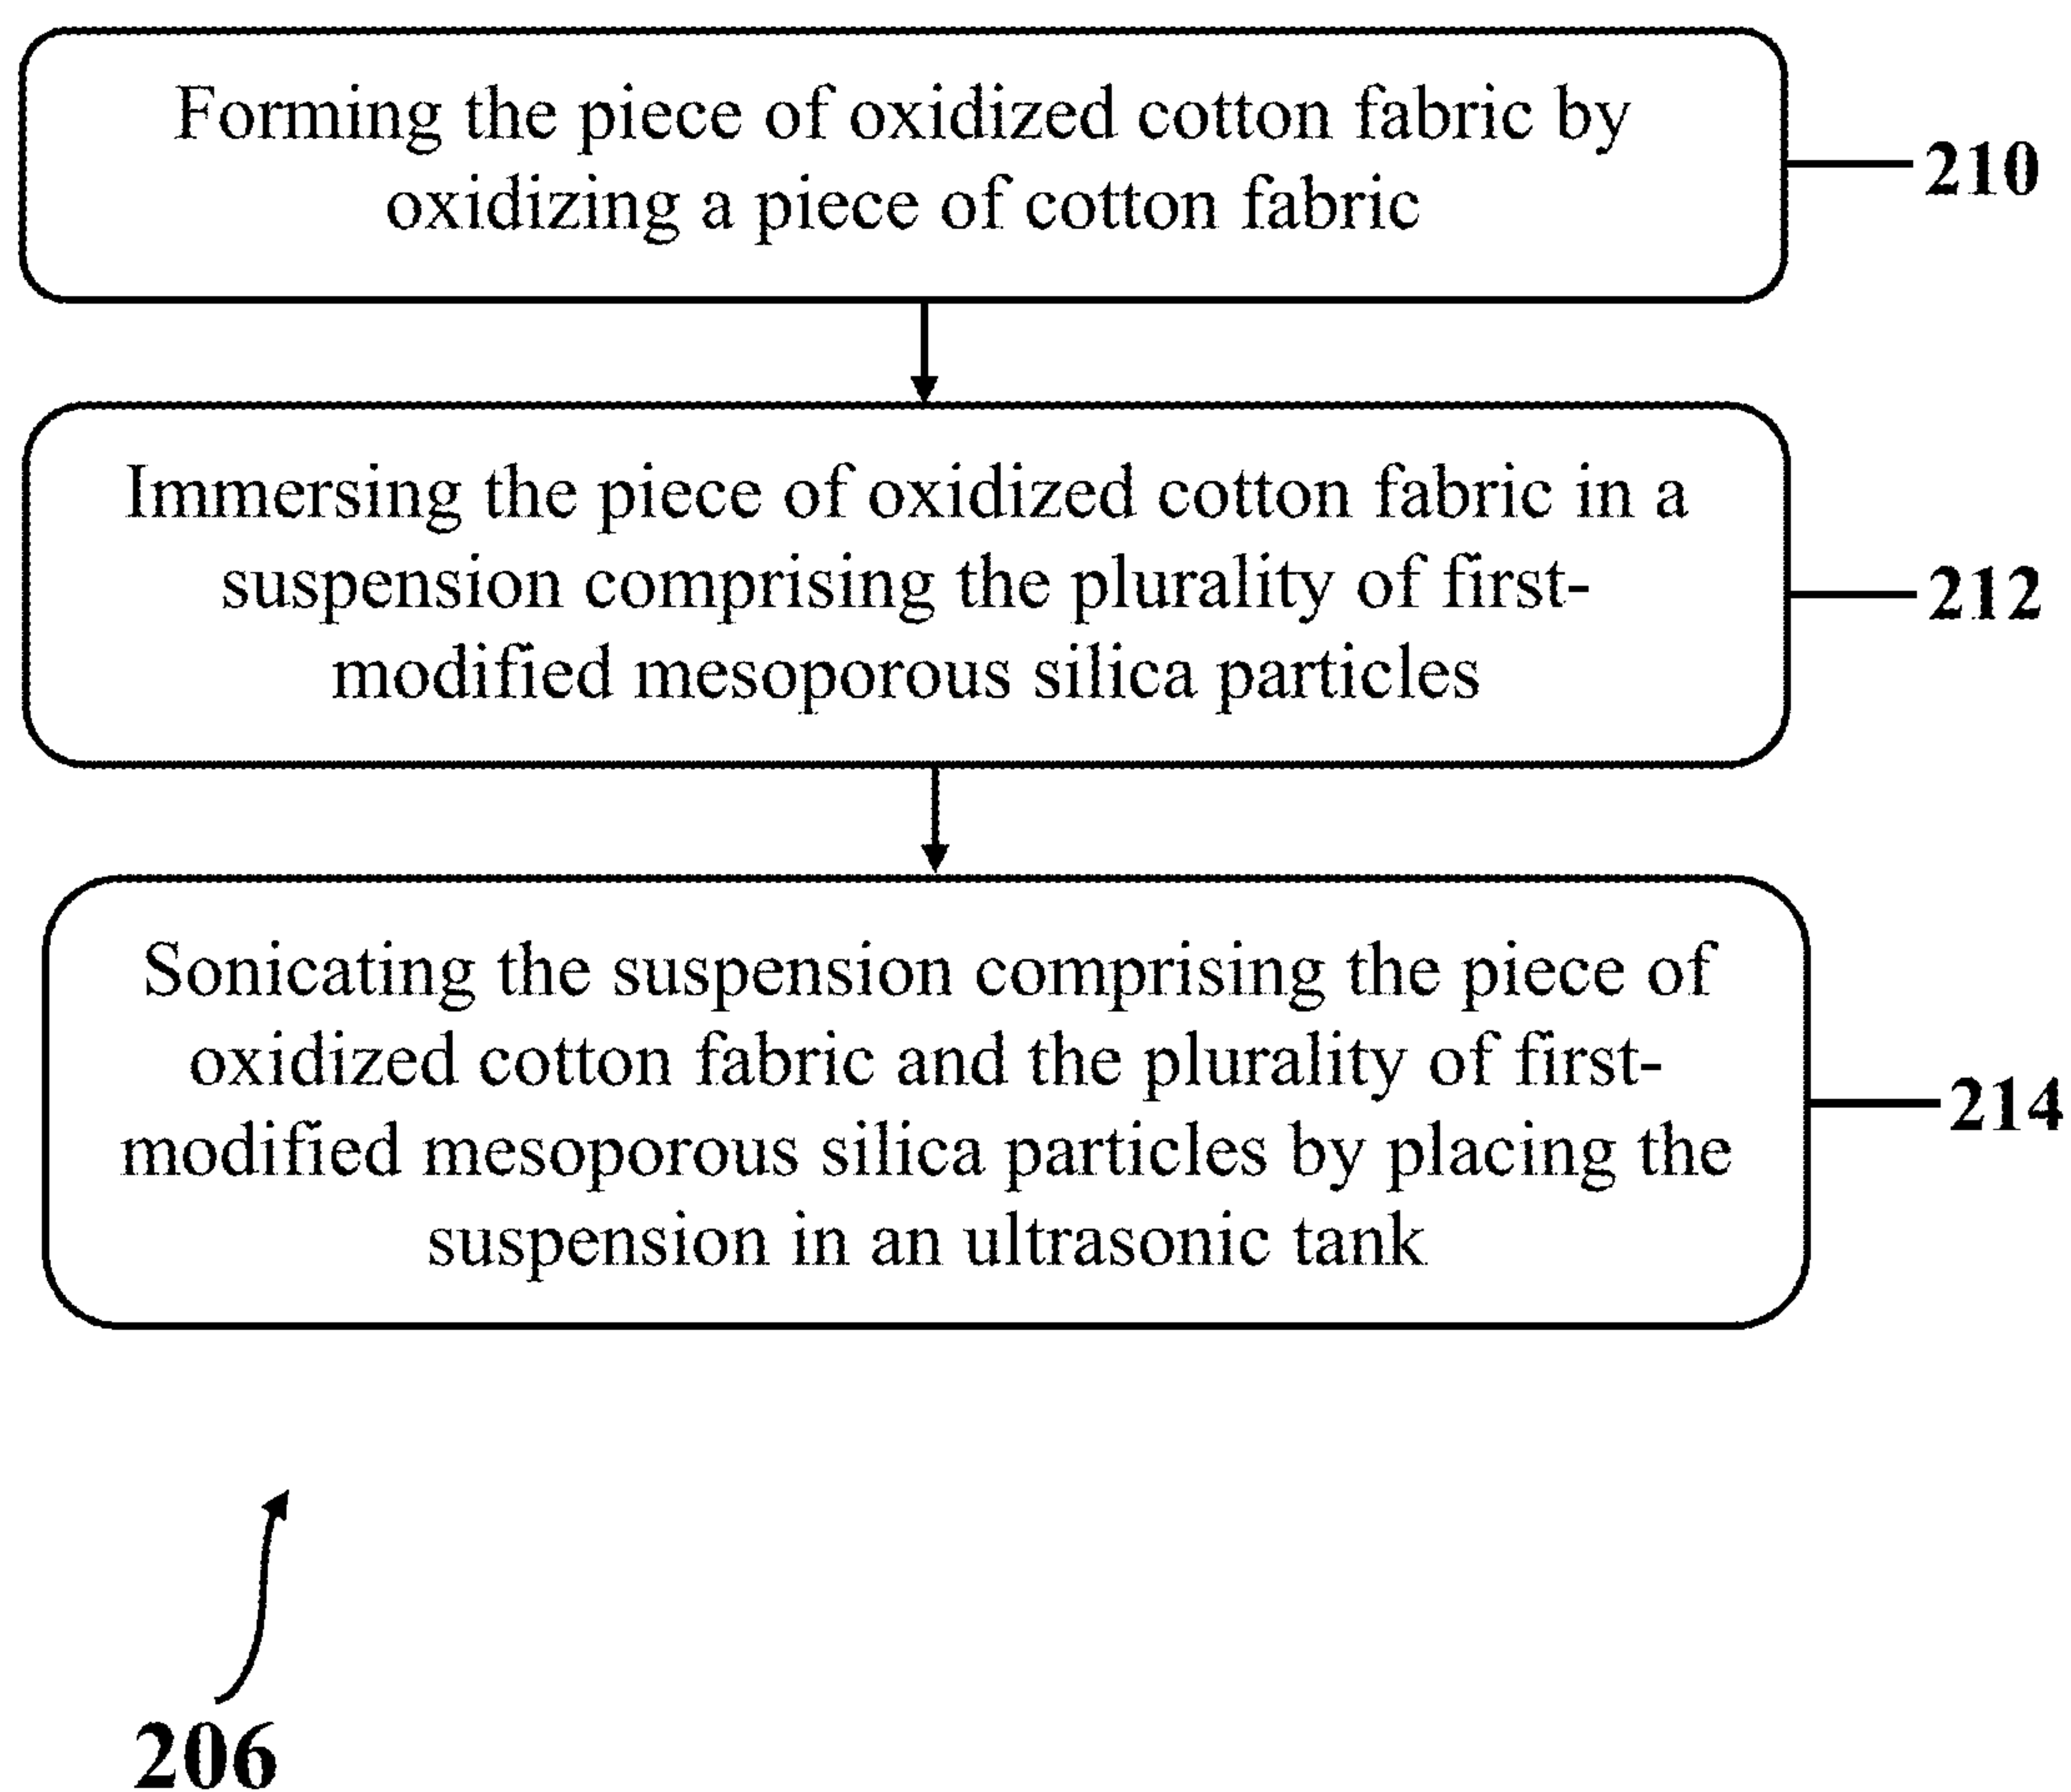 Forming the piece of oxidized cotton fabric by
oxidizing a piece of cotton fabric
210
Immersing the piece of oxidized cotton fabric in a
suspension comprising the plurality of first-
modified mesoporous silica particles
212
Sonicating the suspension comprising the piece of
oxidized cotton fabric and the plurality of first-
modified mesoporous silica particles by placing the
suspension in an ultrasonic tank
214
206